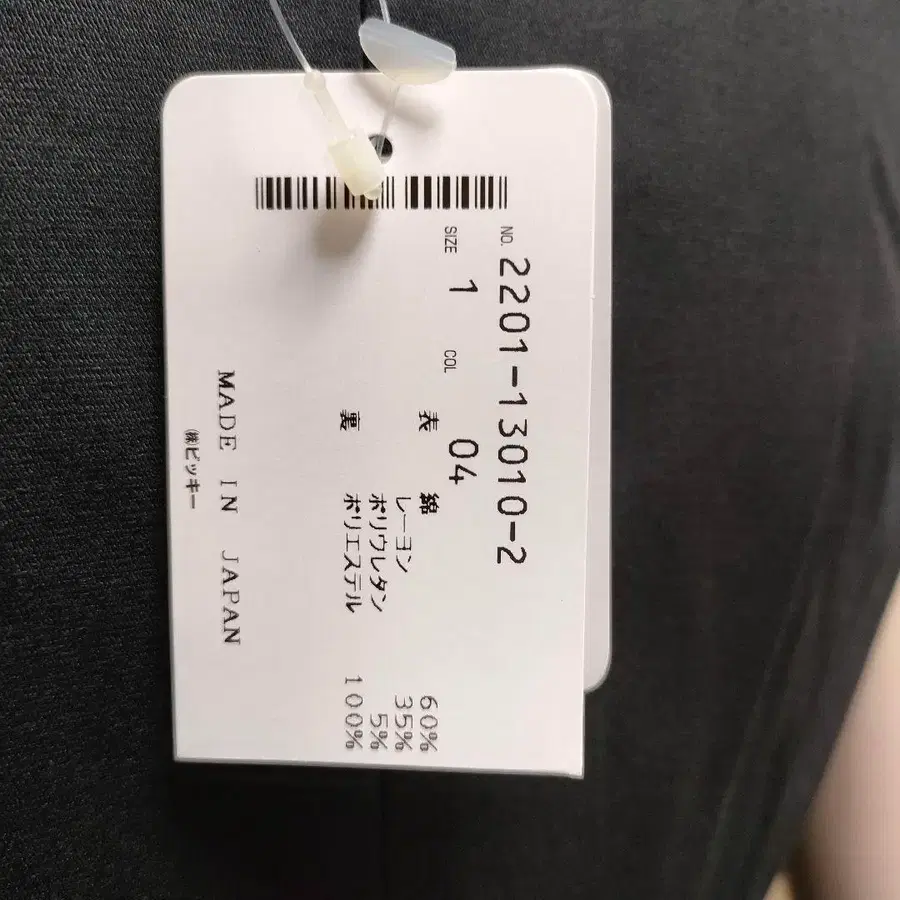 NO. 2201-13010-2
SIZE 1 COL 04
表 綿 60%
レーヨン 35%
ポリウレタン 5%
裏 ポリエステル 100%
MADE IN JAPAN
㈱ビッキー